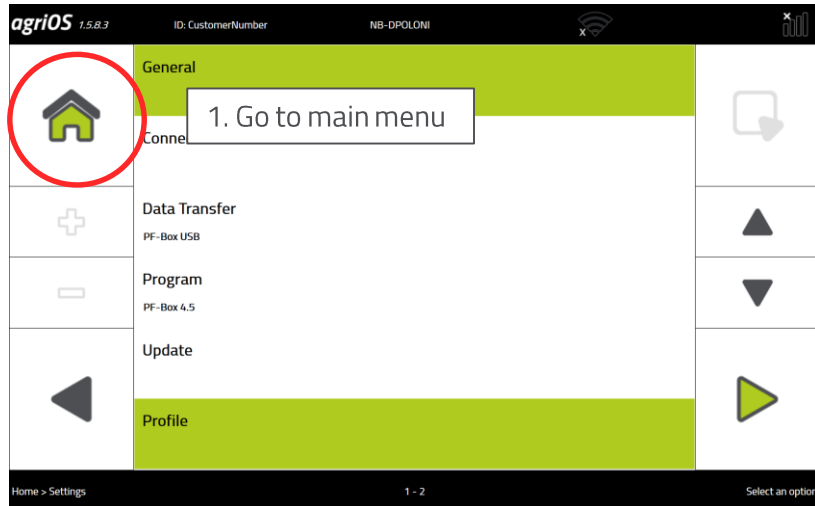 agriOS 1.5.8.3 ID: CustomerNumber NB-DPOLONI x x
General
1. Go to main menu
Conne
Data Transfer
PF-Box USB
Program
PF-Box 4.5
Update
Profile
Home > Settings 1 - 2 Select an option